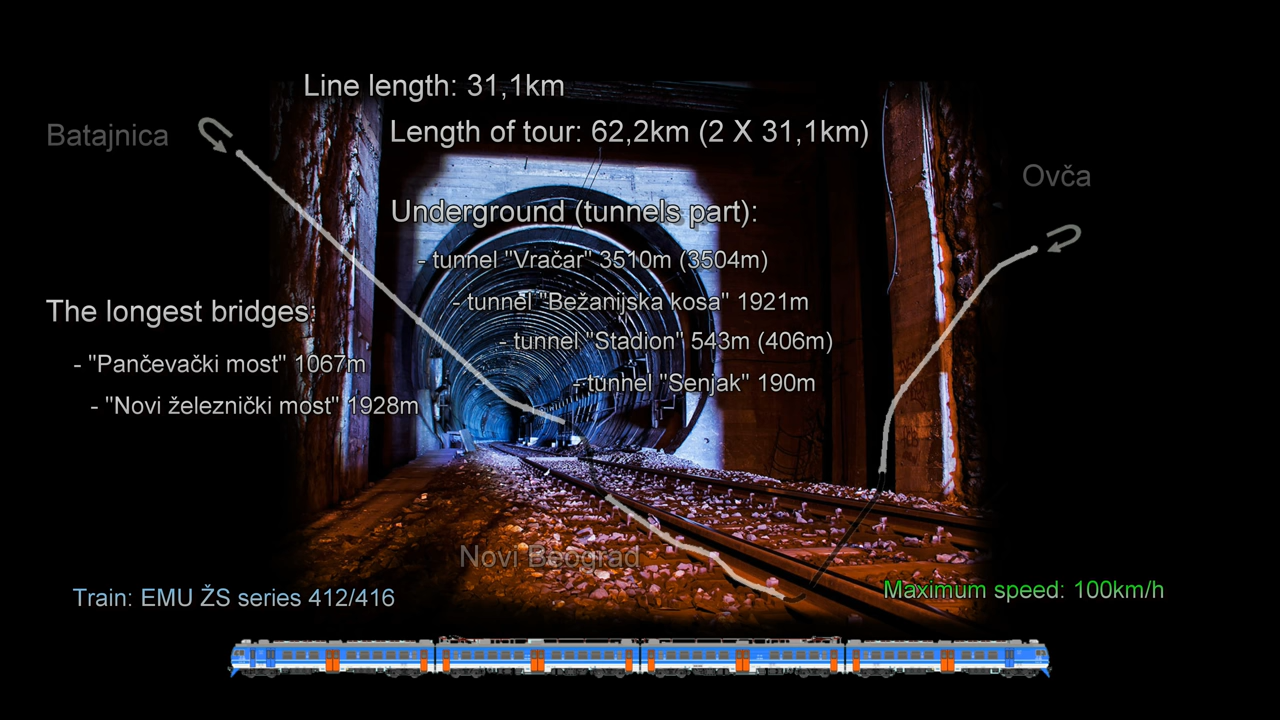 Line length: 31,1km
Length of tour: 62,2km (2 X 31,1km)
Batajnica
Ovča
Underground (tunnels part):
- tunnel "Vračar" 3510m (3504m)
- tunnel "Bežanijska kosa" 1921m
- tunnel "Stadion" 543m (406m)
- tunnel "Senjak" 190m
The longest bridges:
- "Pančevački most" 1067m
- "Novi železnički most" 1928m
Novi Beograd
Train: EMU ŽS series 412/416
Maximum speed: 100km/h